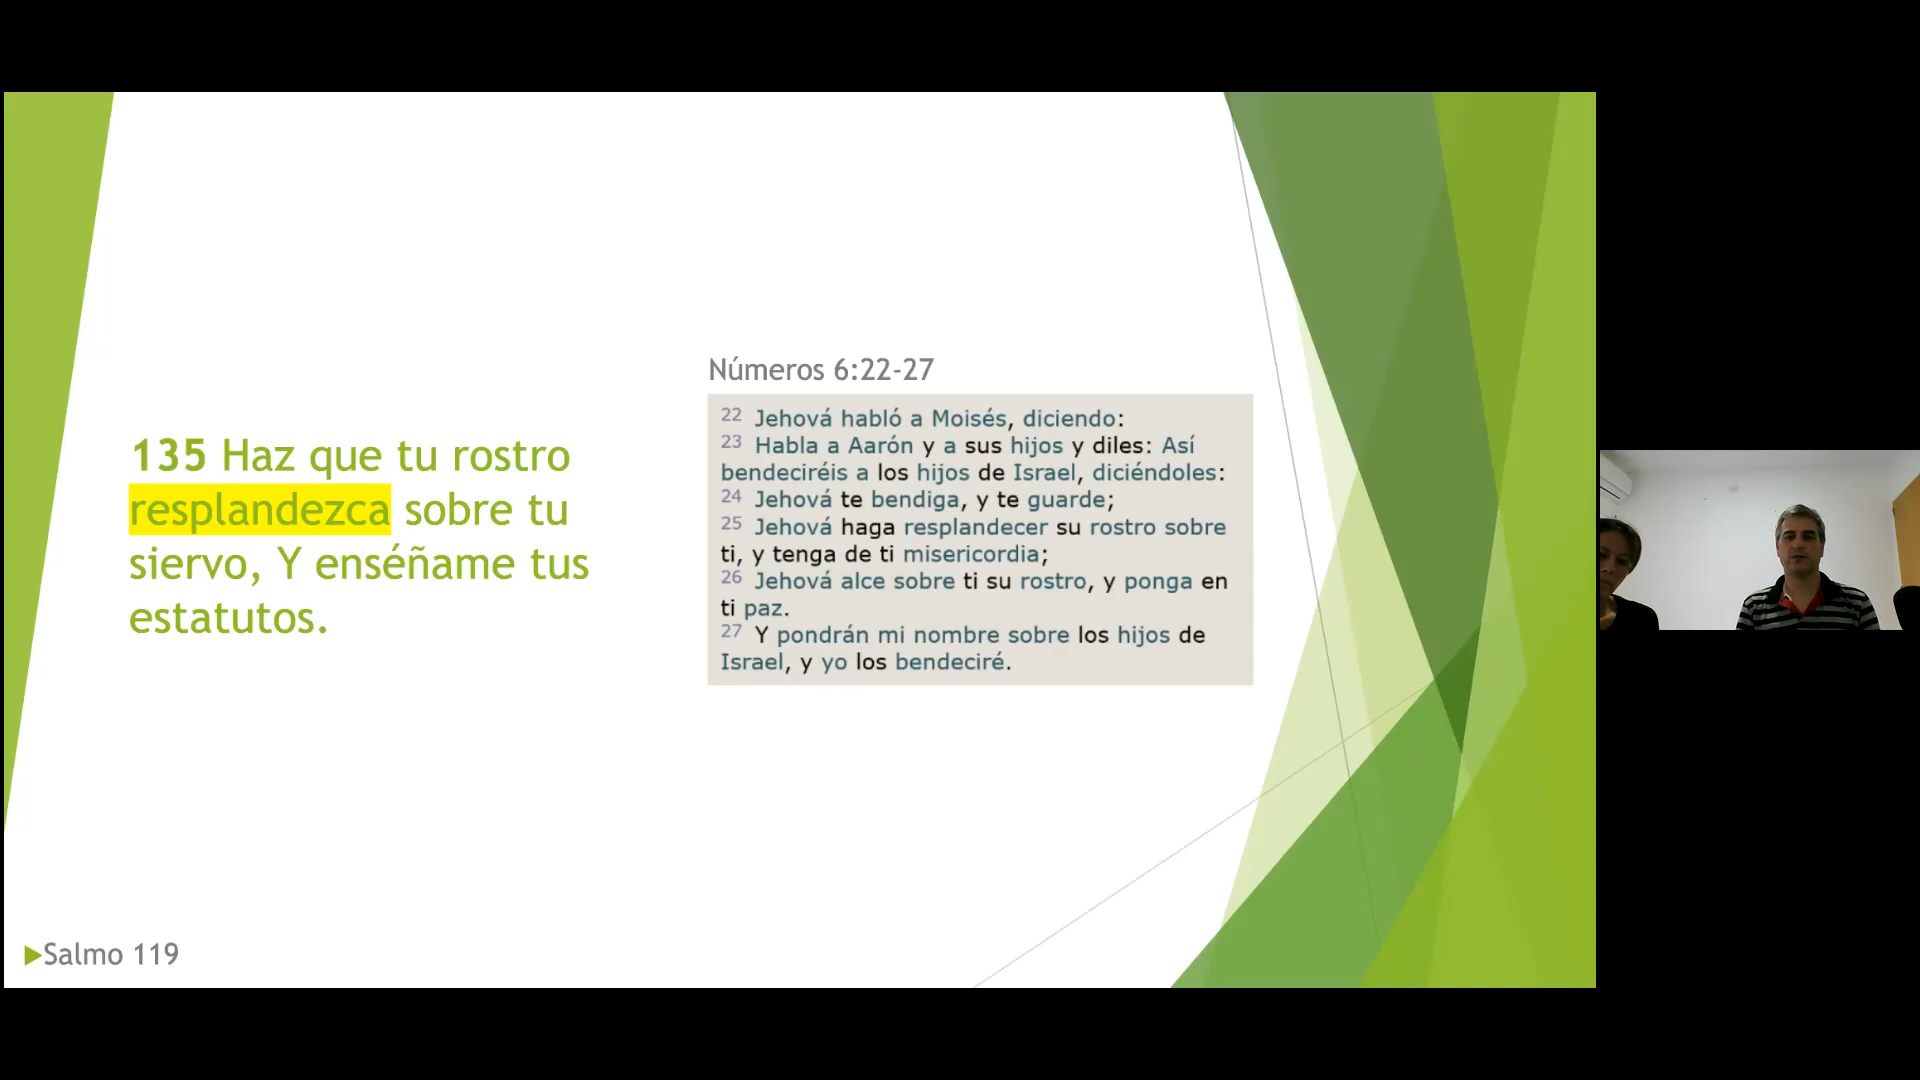 135 Haz que tu rostro
resplandezca sobre tu
siervo, Y enséñame tus
estatutos.
Números 6:22-27
22 Jehová habló a Moisés, diciendo:
23 Habla a Aarón y a sus hijos y diles: Así
bendeciréis a los hijos de Israel, diciéndoles:
24 Jehová te bendiga, y te guarde;
25 Jehová haga resplandecer su rostro sobre
ti, y tenga de ti misericordia;
26 Jehová alce sobre ti su rostro, y ponga en
ti paz.
27 Y pondrán mi nombre sobre los hijos de
Israel, y yo los bendeciré.
Salmo 119